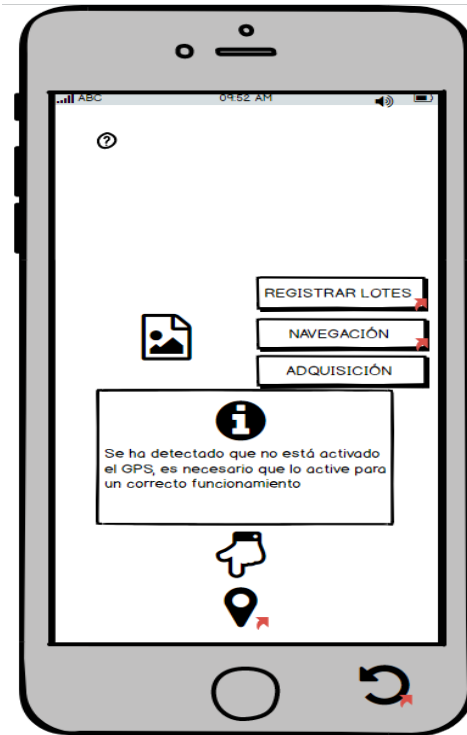 ABC 09:52 AM
?
REGISTRAR LOTES
NAVEGACIÓN
ADQUISICIÓN
i
Se ha detectado que no está activado
el GPS, es necesario que lo active para
un correcto funcionamiento